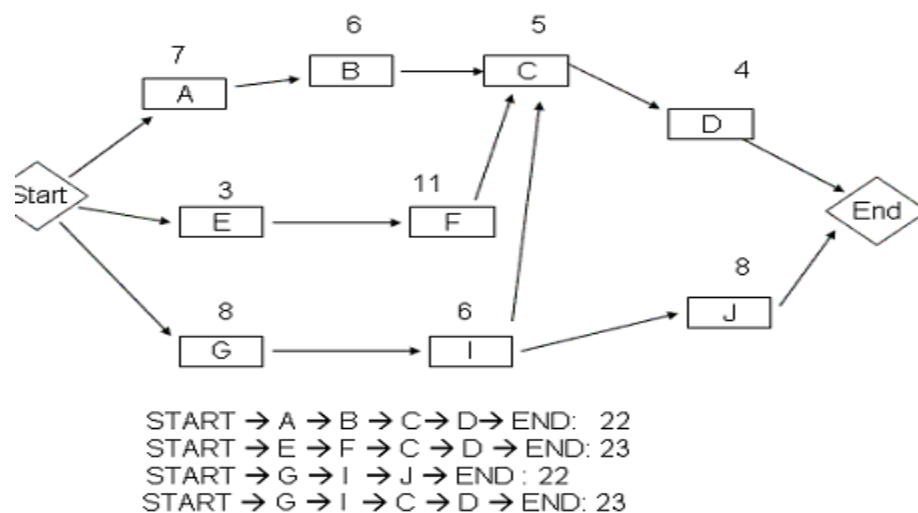 6 5
7 B C 4
A D
Start 3 11 End
E F
8 6 8
J
G I
START → A → B → C → D → END: 22
START → E → F → C → D → END: 23
START → G → I → J → END : 22
START → G → I → C → D → END: 23